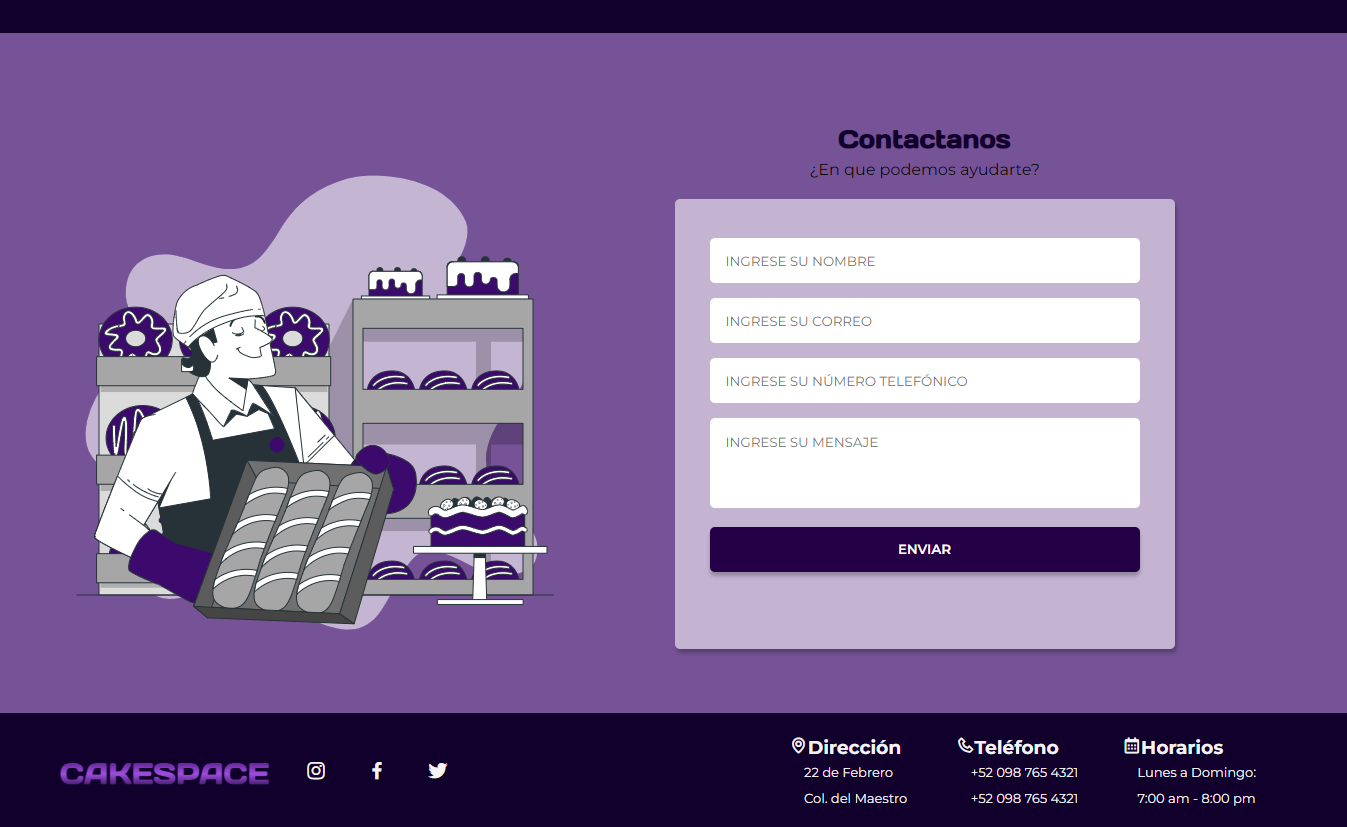 Contactanos
¿En que podemos ayudarte?
INGRESE SU NOMBRE
INGRESE SU CORREO
INGRESE SU NÚMERO TELEFÓNICO
INGRESE SU MENSAJE
ENVIAR
CAKESPACE
Dirección
22 de Febrero
Col. del Maestro
Teléfono
+52 098 765 4321
+52 098 765 4321
Horarios
Lunes a Domingo:
7:00 am - 8:00 pm